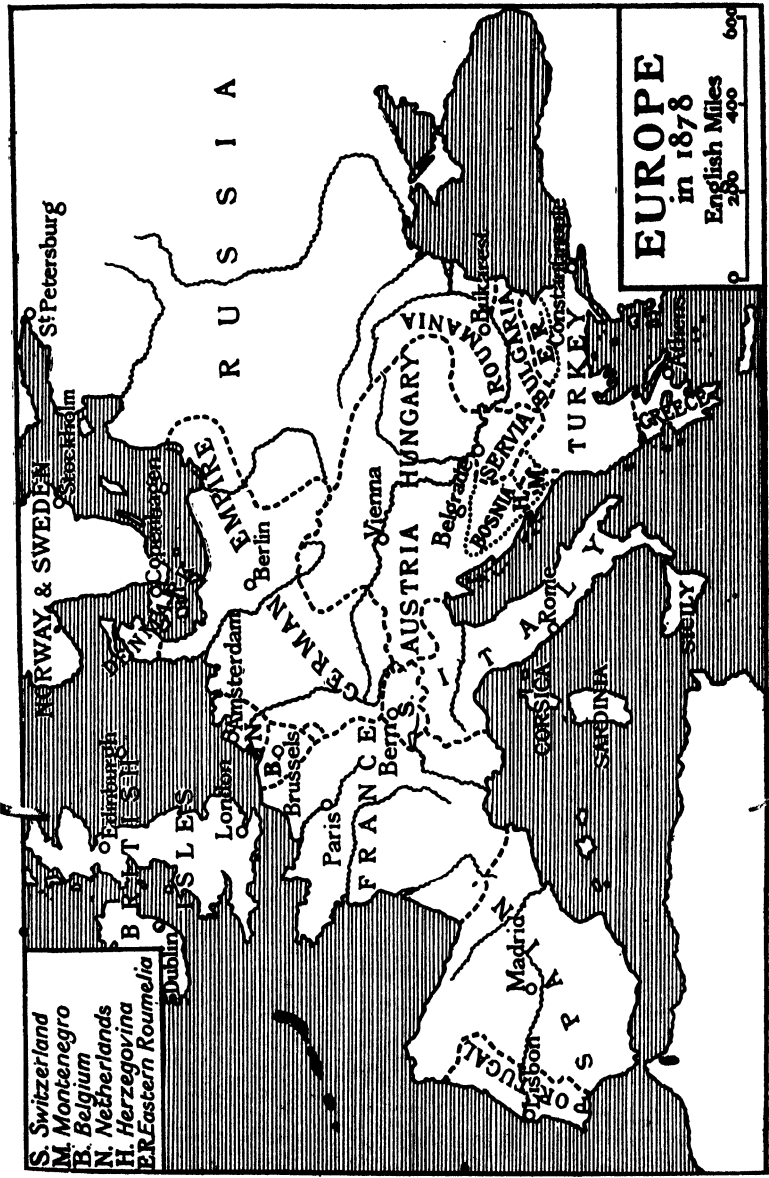 S. Switzerland
M. Montenegro
B. Belgium
N. Netherlands
H. Herzegovina
E.R Eastern Roumelia
EUROPE
in 1878
English Miles
0 200 400 600
NORWAY & SWEDEN
Stockholm
St. Petersburg
RUSSIA
Edinburgh
BRITISH
ISLES
Dublin
London
DENMARK
Copenhagen
Amsterdam
N.
B.
Brussels
GERMAN EMPIRE
Berlin
Paris
FRANCE
Bern
S.
AUSTRIA HUNGARY
Vienna
Belgrade
ROUMANIA
Bukarest
BOSNIA
H.
M.
SERVIA
BULGARIA
E.R.
Constantinople
TURKEY
GREECE
Athens
ITALY
Rome
CORSICA
SARDINIA
SICILY
SPAIN
Madrid
PORTUGAL
Lisbon